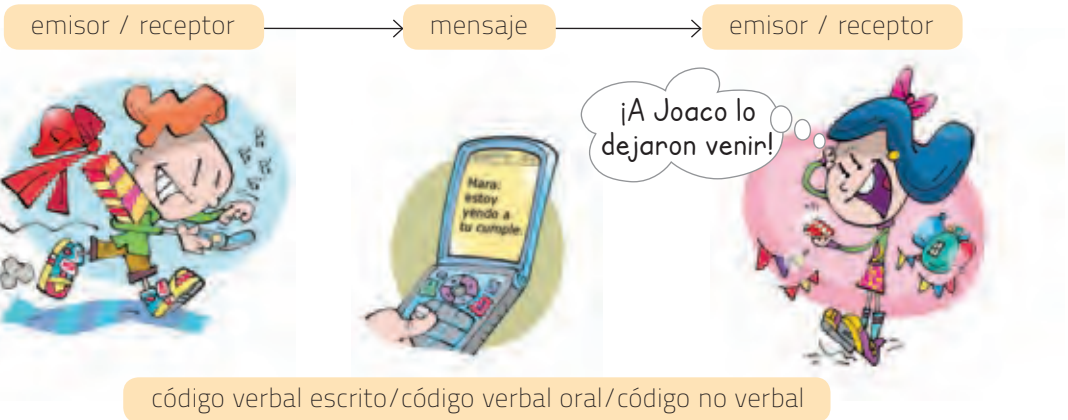 emisor / receptor
mensaje
emisor / receptor
¡A Joaco lo
dejaron venir!
Nara:
estoy
yendo a
tu cumple.
código verbal escrito/código verbal oral/código no verbal